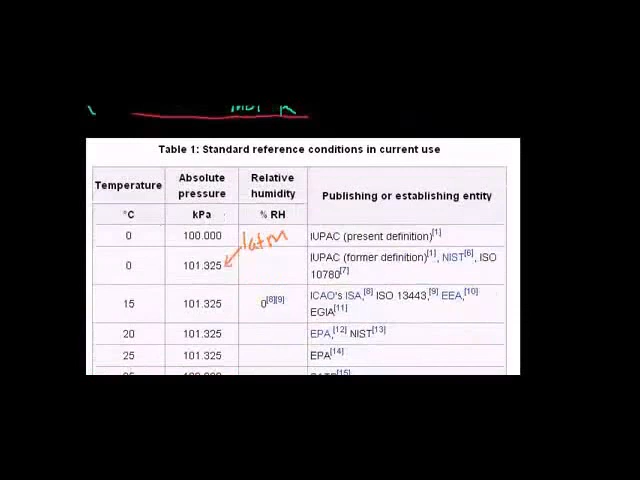 mol K
Table 1: Standard reference conditions in current use
Temperature Absolute pressure Relative humidity Publishing or establishing entity
°C kPa % RH
0 100.000 IUPAC (present definition)[1]
1 atm
0 101.325 IUPAC (former definition)[1], NIST[6], ISO 10780[7]
15 101.325 0[8][9] ICAO's ISA,[8] ISO 13443,[9] EEA,[10] EGIA[11]
20 101.325 EPA,[12] NIST[13]
25 101.325 EPA[14]